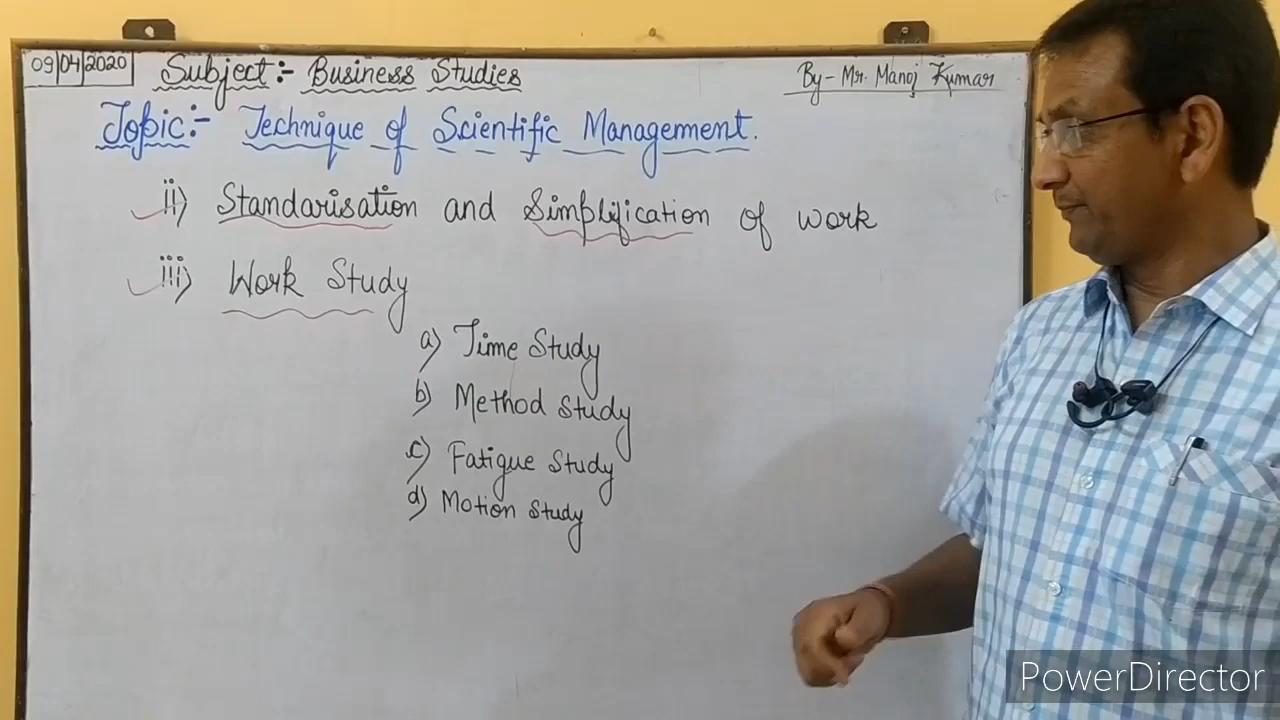 09/04/2020 Subject:- Business Studies By- Mr. Manoj Kumar
Topic:- Technique of Scientific Management.
ii) Standarisation and Simplification of work
iii) Work Study
a) Time Study
b) Method Study
c) Fatigue Study
d) Motion Study
PowerDirector